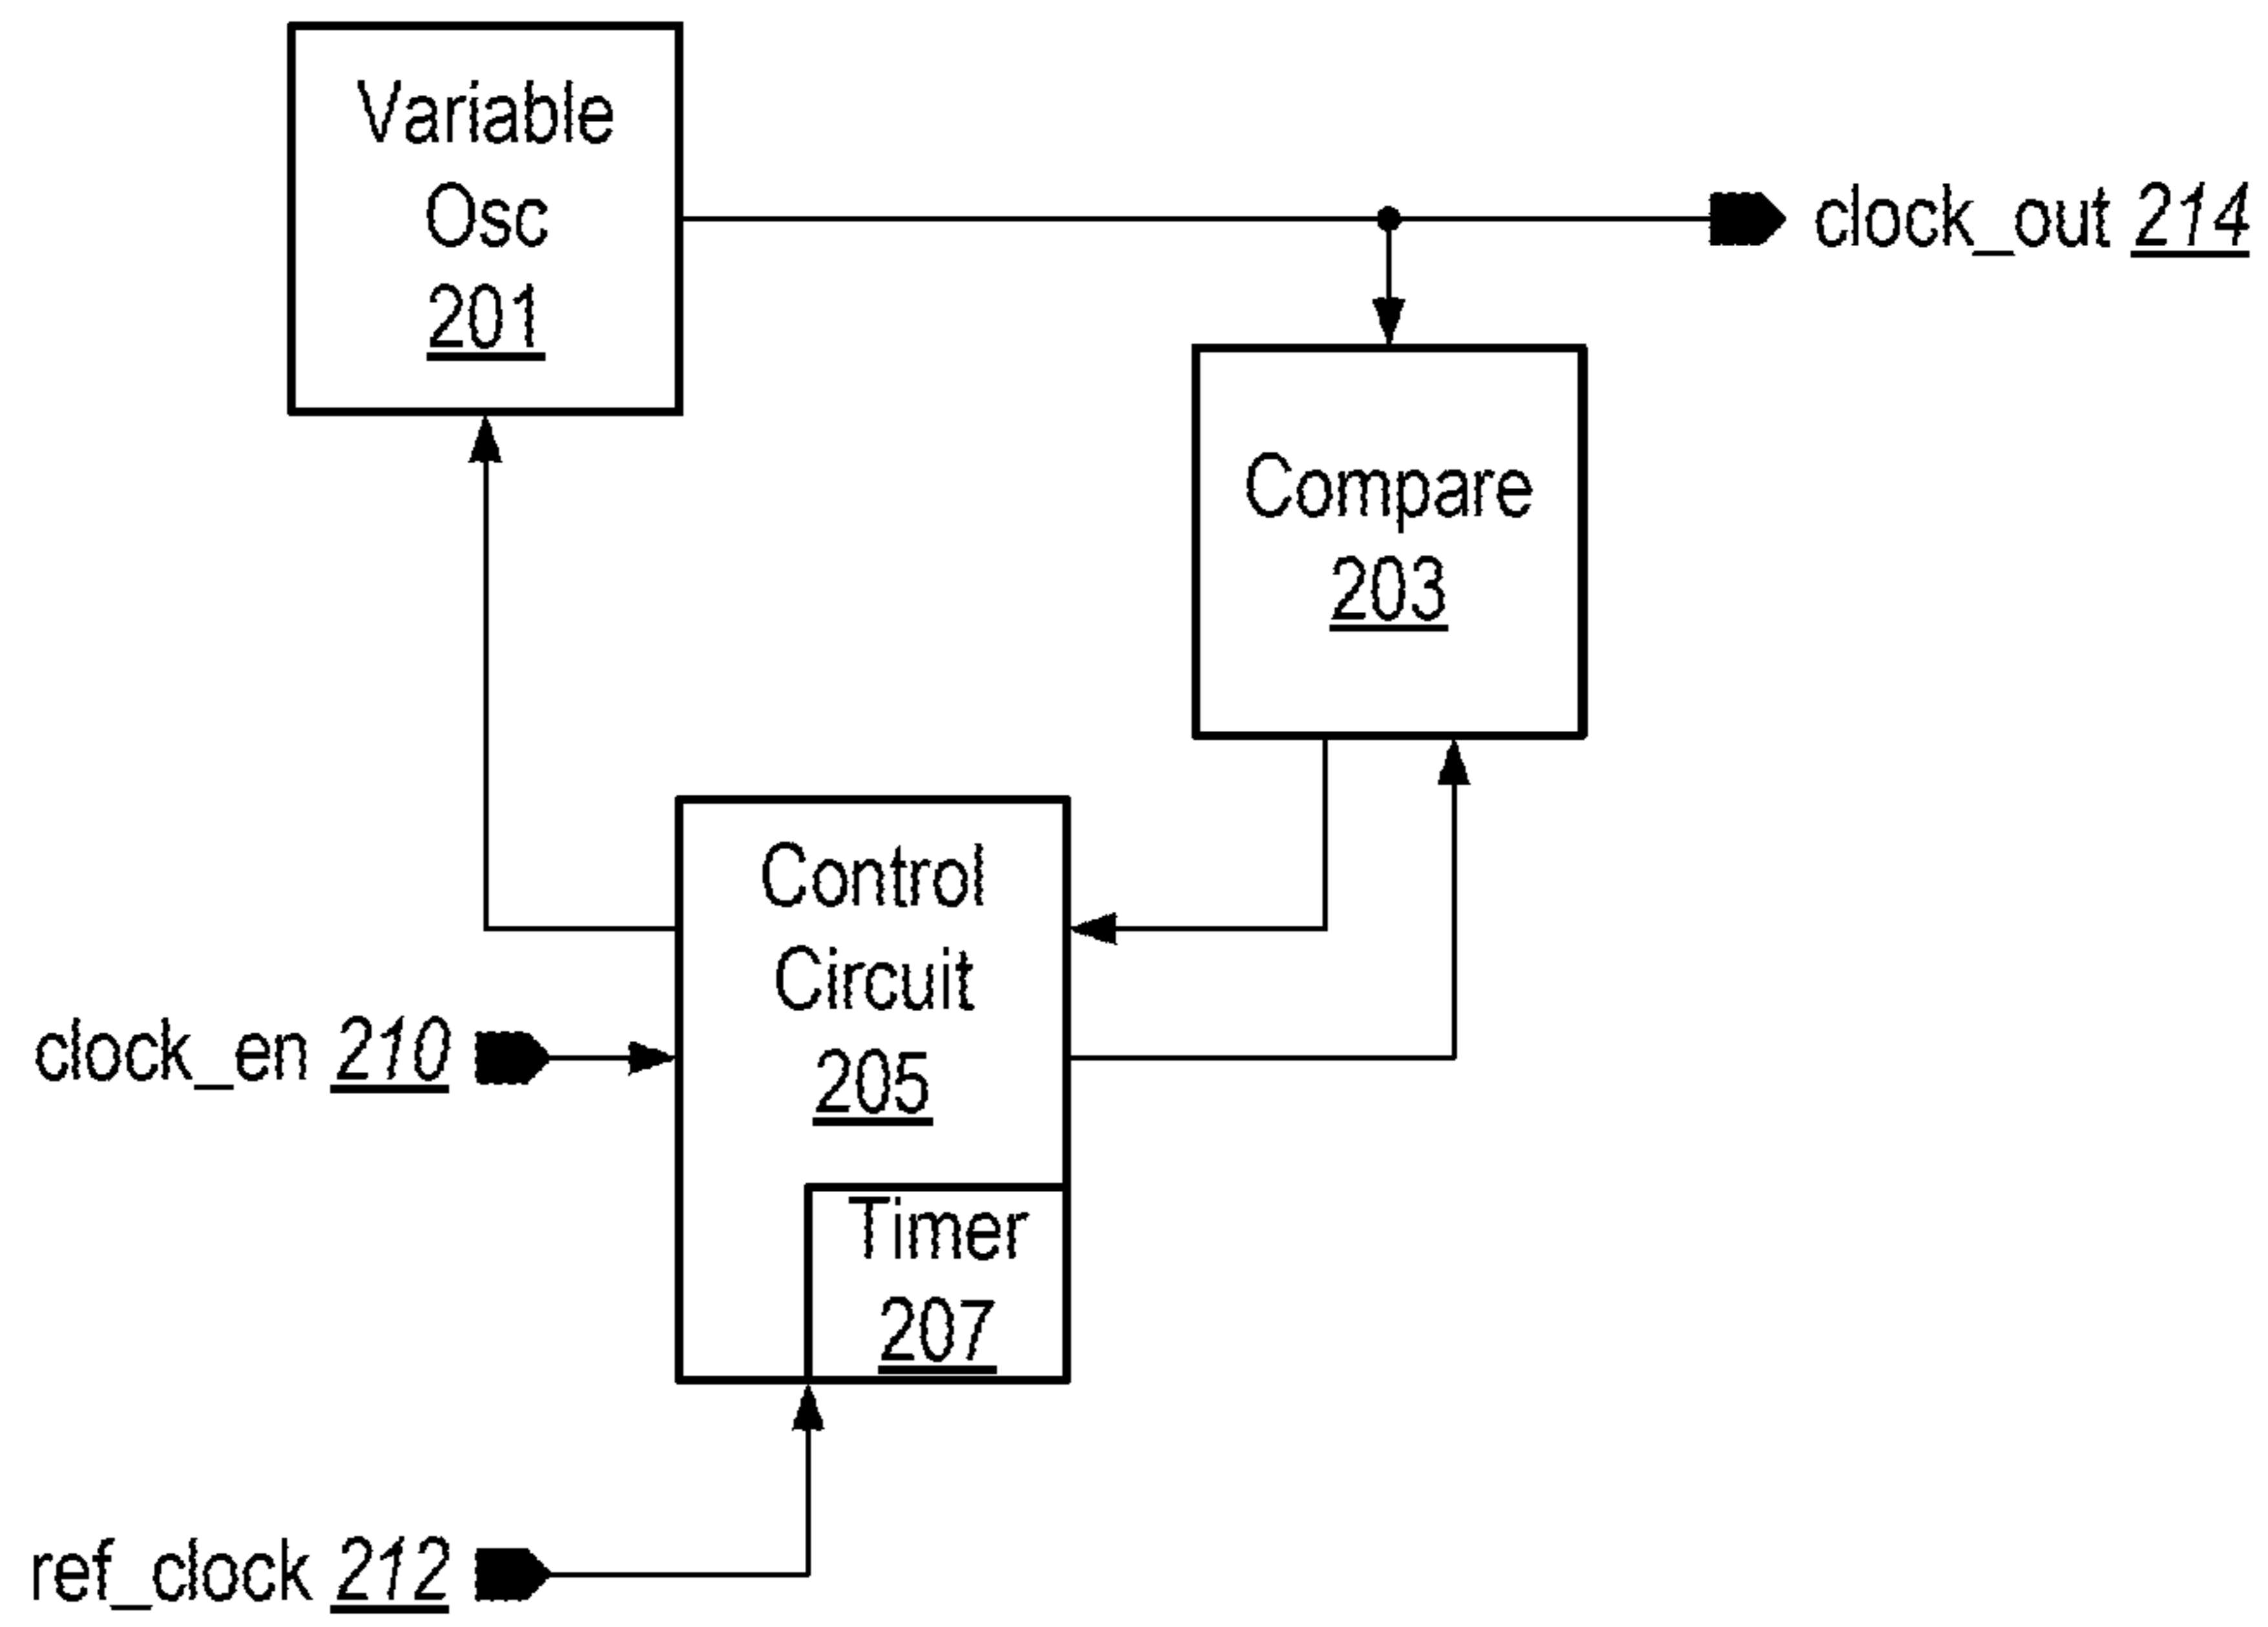 Variable
Osc
201
clock_out 214
Compare
203
Control
Circuit
205
clock_en 210
Timer
207
ref_clock 212